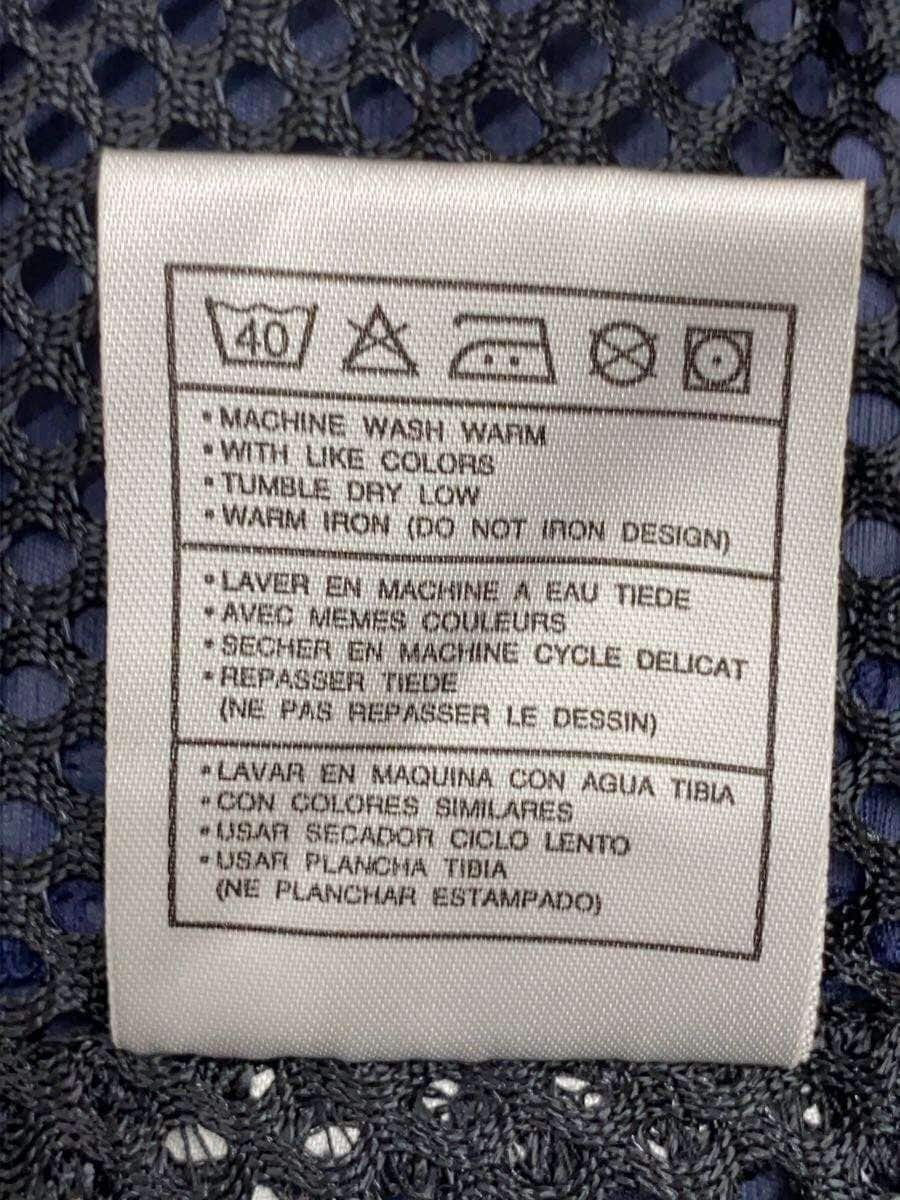 40
• MACHINE WASH WARM
• WITH LIKE COLORS
• TUMBLE DRY LOW
• WARM IRON (DO NOT IRON DESIGN)
• LAVER EN MACHINE A EAU TIEDE
• AVEC MEMES COULEURS
• SECHER EN MACHINE CYCLE DELICAT
• REPASSER TIEDE
(NE PAS REPASSER LE DESSIN)
• LAVAR EN MAQUINA CON AGUA TIBIA
• CON COLORES SIMILARES
• USAR SECADOR CICLO LENTO
• USAR PLANCHA TIBIA
(NE PLANCHAR ESTAMPADO)